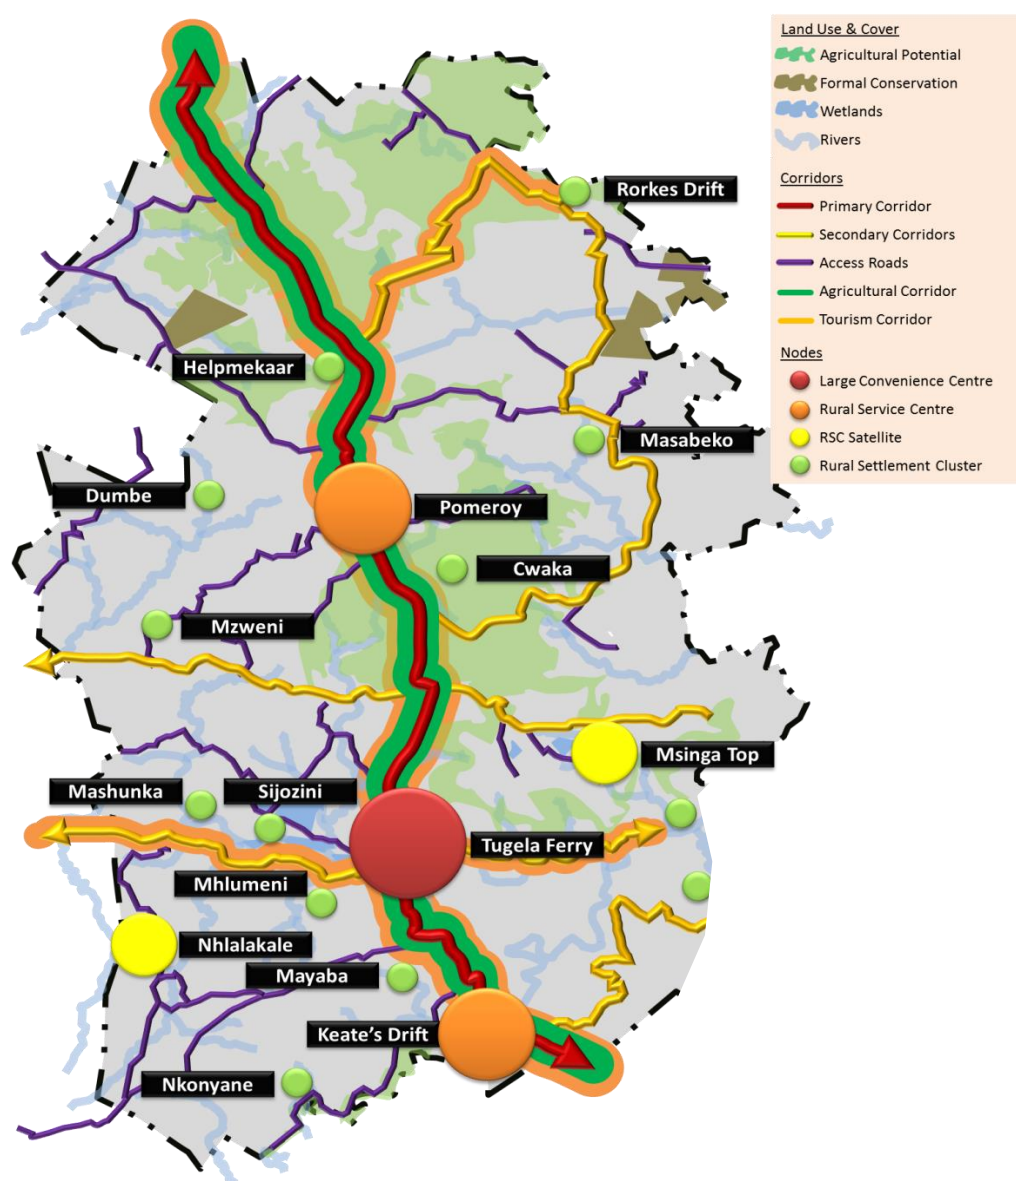 Land Use & Cover
Agricultural Potential
Formal Conservation
Wetlands
Rivers
Corridors
Primary Corridor
Secondary Corridors
Access Roads
Agricultural Corridor
Tourism Corridor
Nodes
Large Convenience Centre
Rural Service Centre
RSC Satellite
Rural Settlement Cluster
Rorkes Drift
Helpmekaar
Masabeko
Dumbe
Pomeroy
Cwaka
Mzweni
Msinga Top
Mashunka
Sijozini
Tugela Ferry
Mhlumeni
Nhlalakale
Mayaba
Keate's Drift
Nkonyane